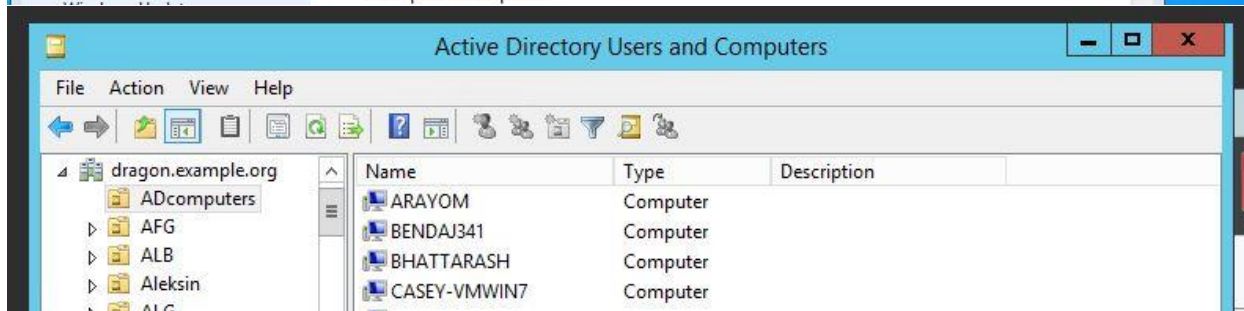 Active Directory Users and Computers
File Action View Help
dragon.example.org
Name Type Description
ADcomputers
ARAYOM Computer
AFG
BENDAJ341 Computer
ALB
BHATTARASH Computer
Aleksin
CASEY-VMWIN7 Computer
ALG